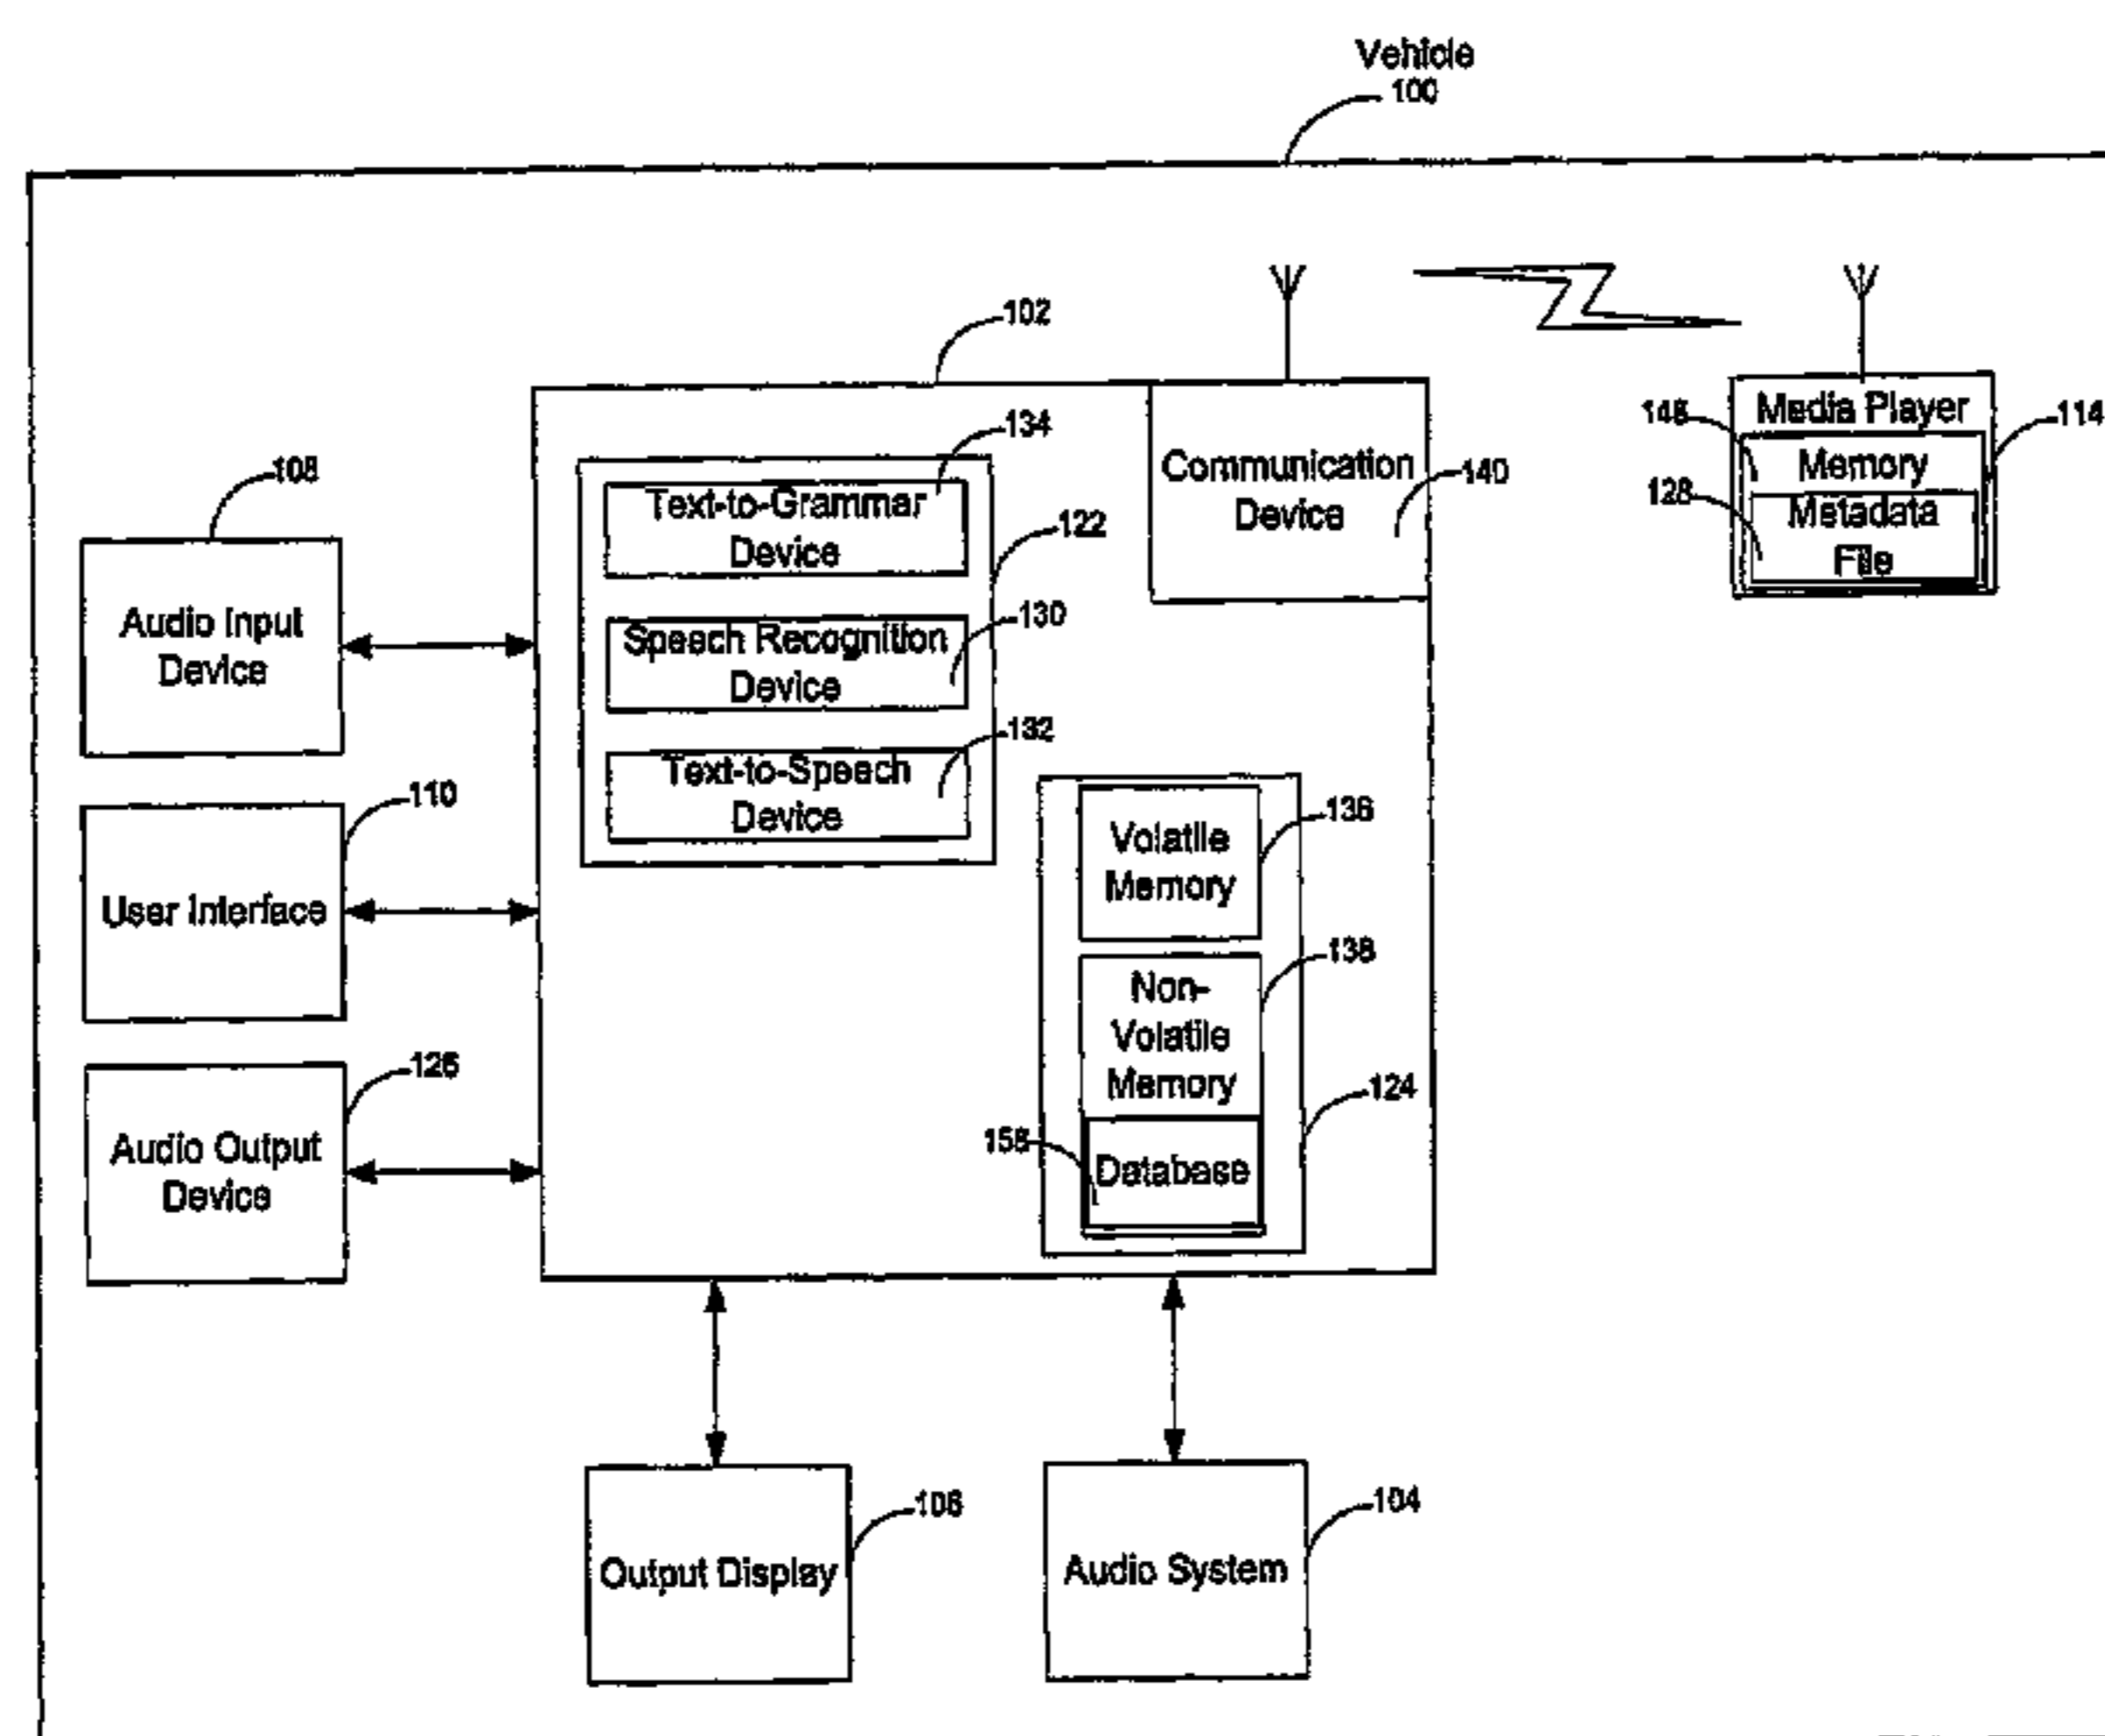 Vehicle
100
102
134
Communication
Device
140
Media Player
114
Memory
Metadata
File
128
108
Text-to-Grammar
Device
122
Audio Input
Device
Speech Recognition
Device
130
Text-to-Speech
Device
132
110
User Interface
Volatile
Memory
136
Non-
Volatile
Memory
138
124
Database
126
Audio Output
Device
Output Display
106
Audio System
104